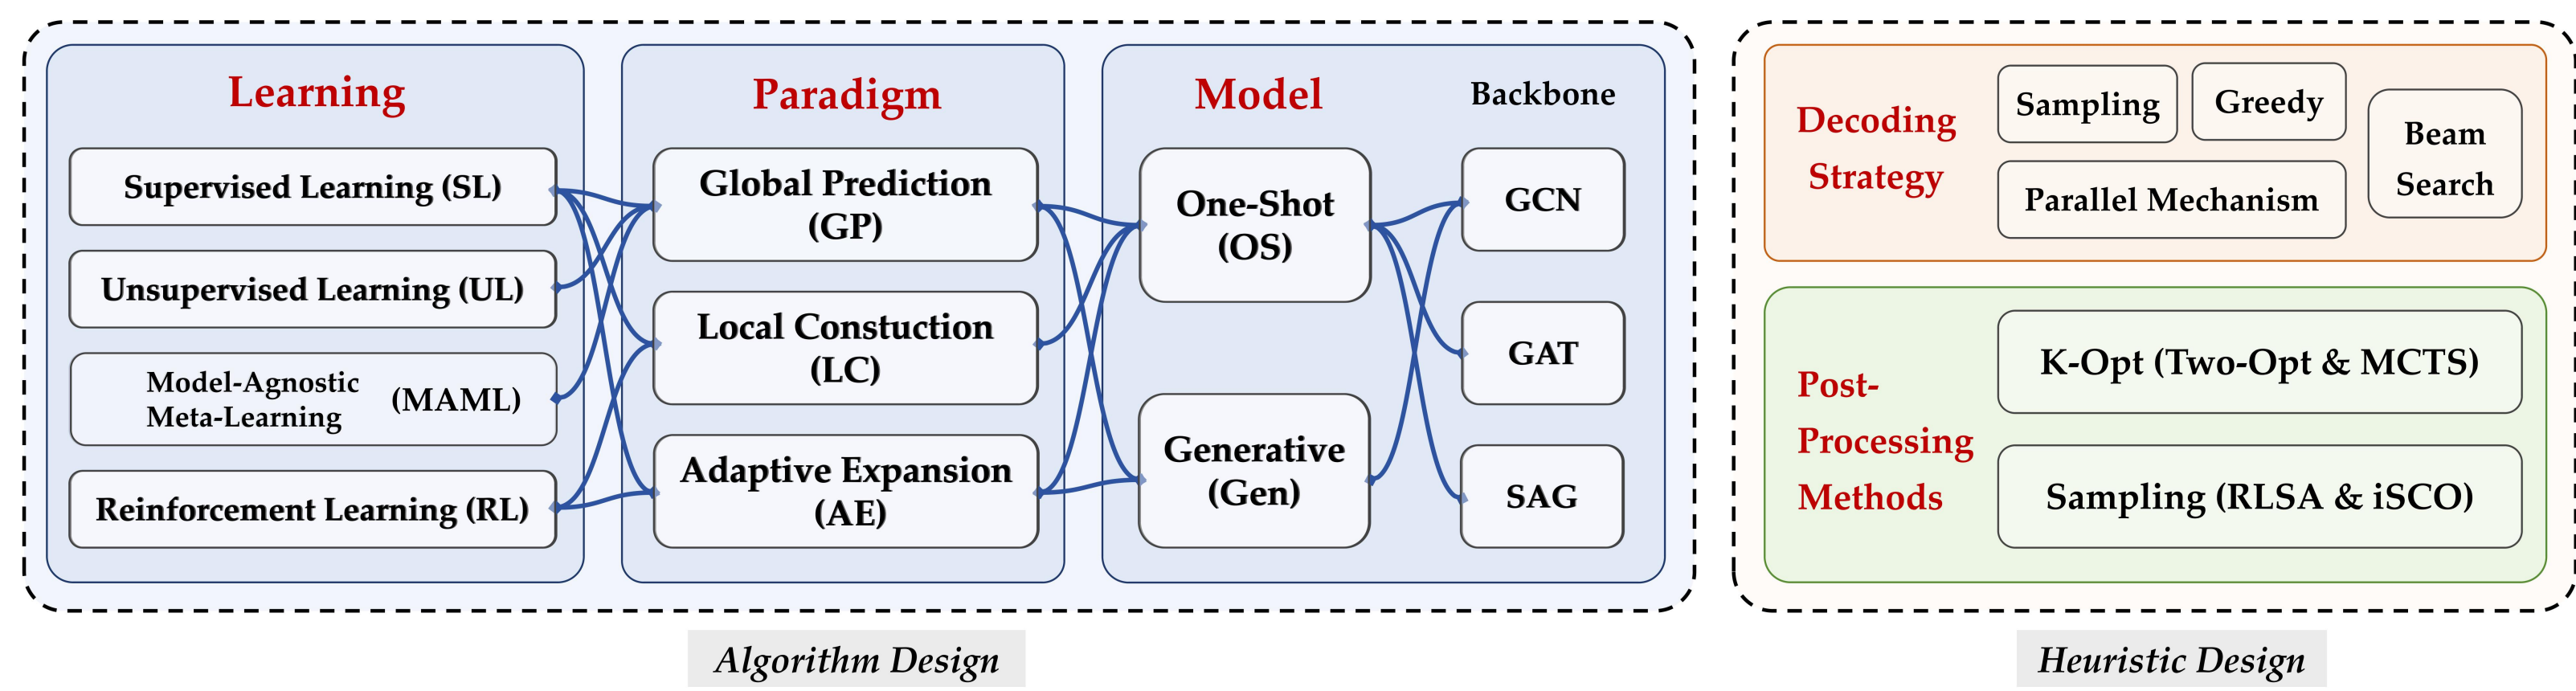 Learning
Supervised Learning (SL)
Unsupervised Learning (UL)
Model-Agnostic
Meta-Learning
(MAML)
Reinforcement Learning (RL)
Paradigm
Global Prediction
(GP)
Local Constuction
(LC)
Adaptive Expansion
(AE)
Model
One-Shot
(OS)
Generative
(Gen)
Backbone
GCN
GAT
SAG
Algorithm Design
Decoding
Strategy
Sampling
Greedy
Parallel Mechanism
Beam
Search
Post-
Processing
Methods
K-Opt (Two-Opt & MCTS)
Sampling (RLSA & iSCO)
Heuristic Design